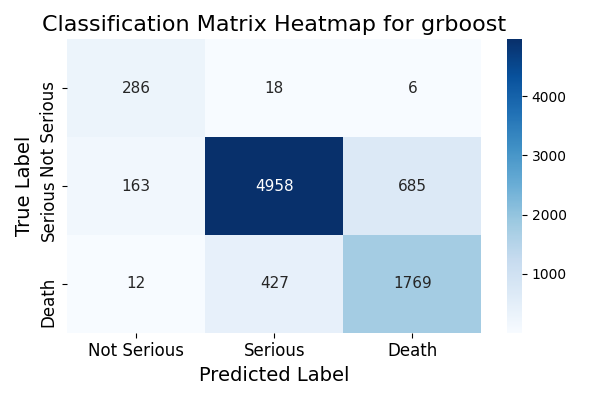 Classification Matrix Heatmap for grboost
True Label
Not Serious
286
18
6
Serious
163
4958
685
Death
12
427
1769
Not Serious
Serious
Death
Predicted Label
4000
3000
2000
1000